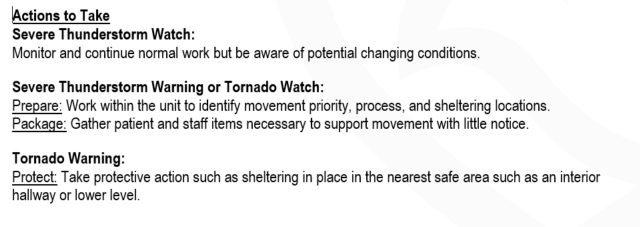 Actions to Take
Severe Thunderstorm Watch:
Monitor and continue normal work but be aware of potential changing conditions.
Severe Thunderstorm Warning or Tornado Watch:
Prepare: Work within the unit to identify movement priority, process, and sheltering locations.
Package: Gather patient and staff items necessary to support movement with little notice.
Tornado Warning:
Protect: Take protective action such as sheltering in place in the nearest safe area such as an interior
hallway or lower level.